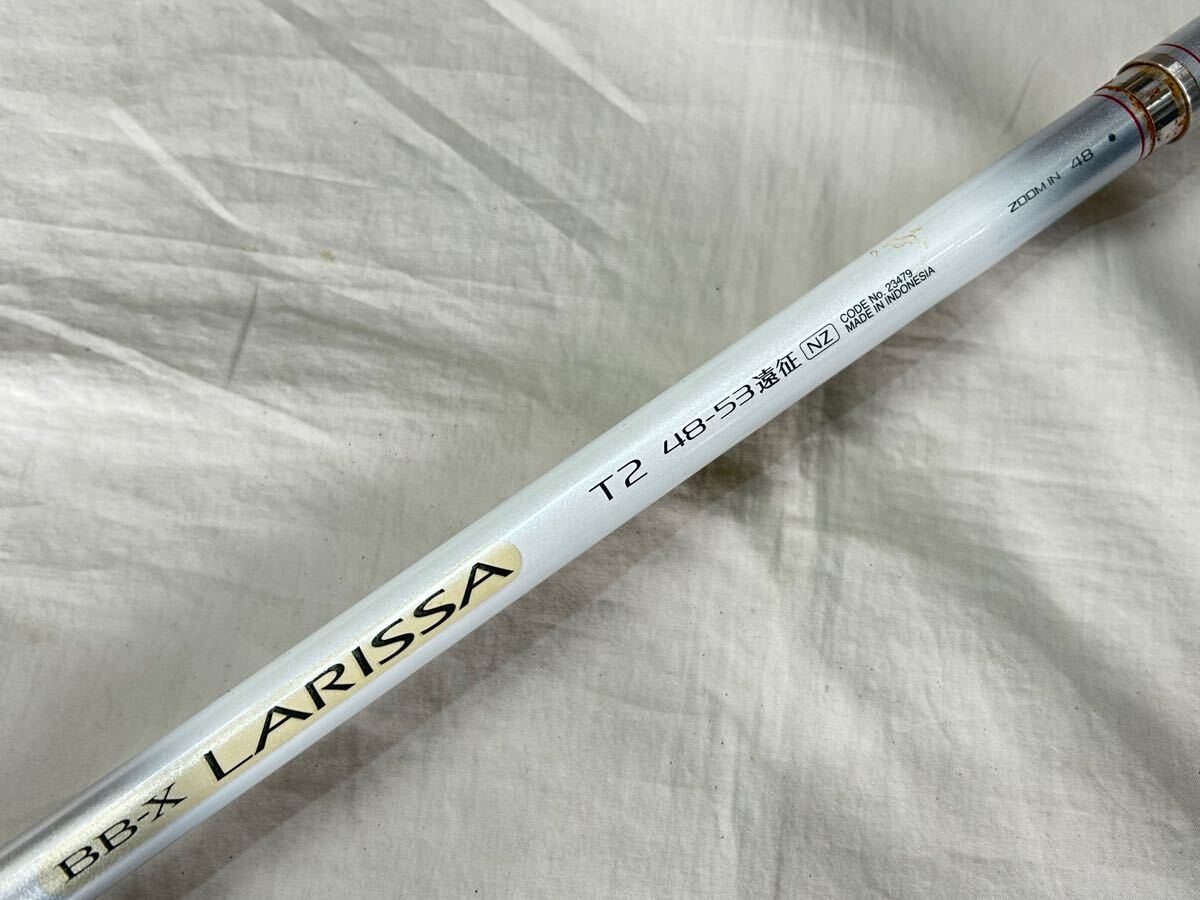 BB-X LARISSA
T2 48-53遠征 NZ
CODE No. 23479
MADE IN INDONESIA
ZOOM IN 48